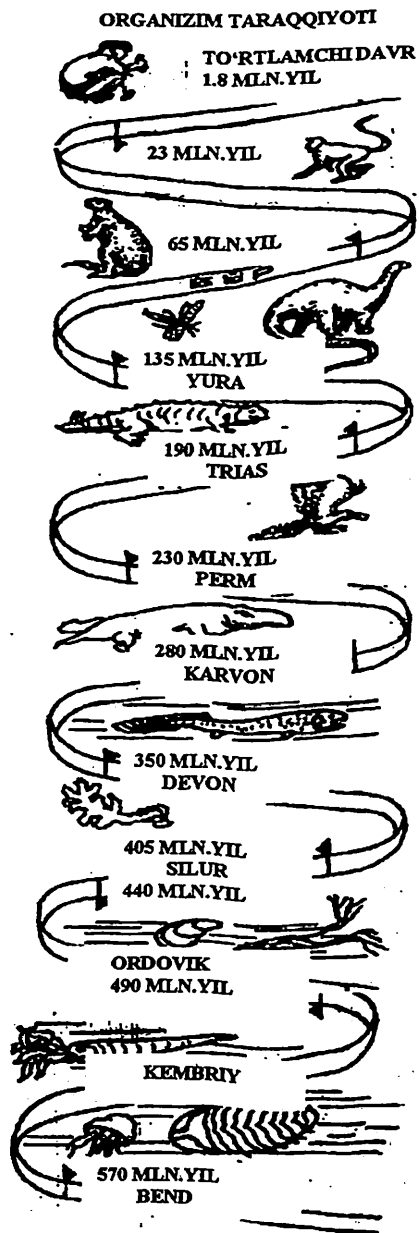 ORGANIZIM TARAQQIYOTI
TO‘RTLAMCHI DAVR
1.8 MLN.YIL
23 MLN.YIL
65 MLN.YIL
135 MLN.YIL
YURA
190 MLN.YIL
TRIAS
230 MLN.YIL
PERM
280 MLN.YIL
KARVON
350 MLN.YIL
DEVON
405 MLN.YIL
SILUR
440 MLN.YIL
ORDOVIK
490 MLN.YIL
KEMBRIY
570 MLN.YIL
BEND